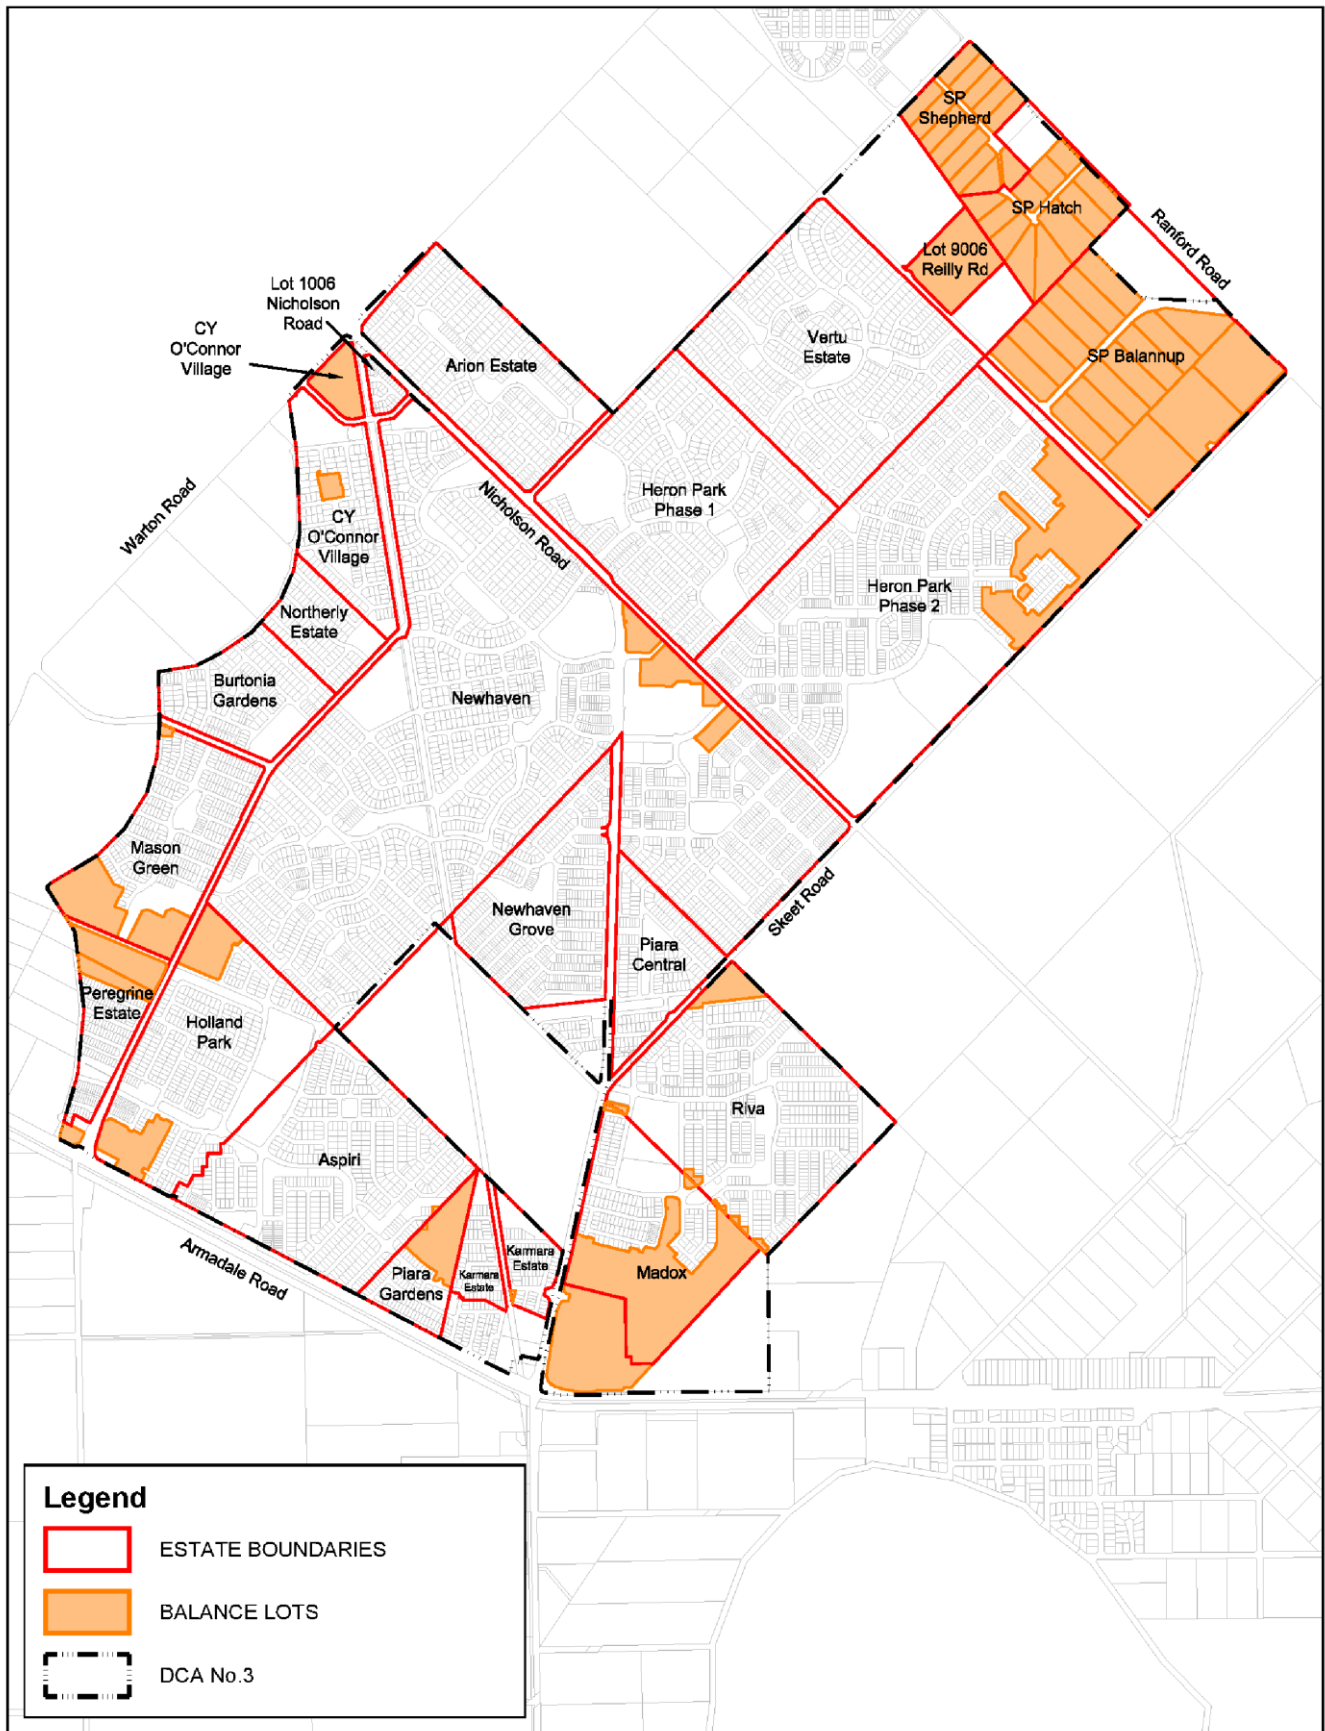 SP
Shepherd
SP Hatch
Ranford Road
Lot 9006
Reilly Rd
Lot 1006
Nicholson
Road
CY
O'Connor
Village
Arion Estate
Vertu
Estate
SP Balannup
Warton Road
Nicholson Road
Heron Park
Phase 1
CY
O'Connor
Village
Heron Park
Phase 2
Northerly
Estate
Burtonia
Gardens
Newhaven
Mason
Green
Newhaven
Grove
Piara
Central
Skeet Road
Peregrine
Estate
Holland
Park
Riva
Aspiri
Armadale Road
Piara
Gardens
Karmara
Estate
Karmara
Estate
Madox
Legend
ESTATE BOUNDARIES
BALANCE LOTS
DCA No.3